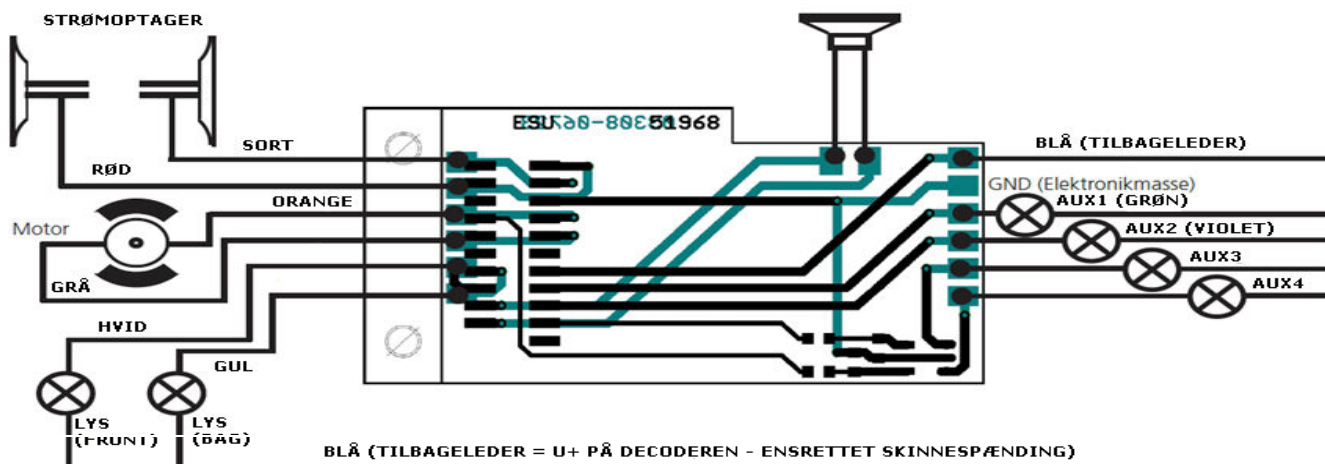 STRØMOPTAGER
ESU 51968
SORT
BLÅ (TILBAGELEDER)
RØD
GND (Elektronikmasse)
ORANGE
AUX1 (GRØN)
Motor
AUX2 (VIOLET)
AUX3
GRÅ
AUX4
HVID
GUL
LYS
(FRONT)
LYS
(BAG)
BLÅ (TILBAGELEDER = U+ PÅ DECODEREN - ENSRETTET SKINNESPÆNDING)